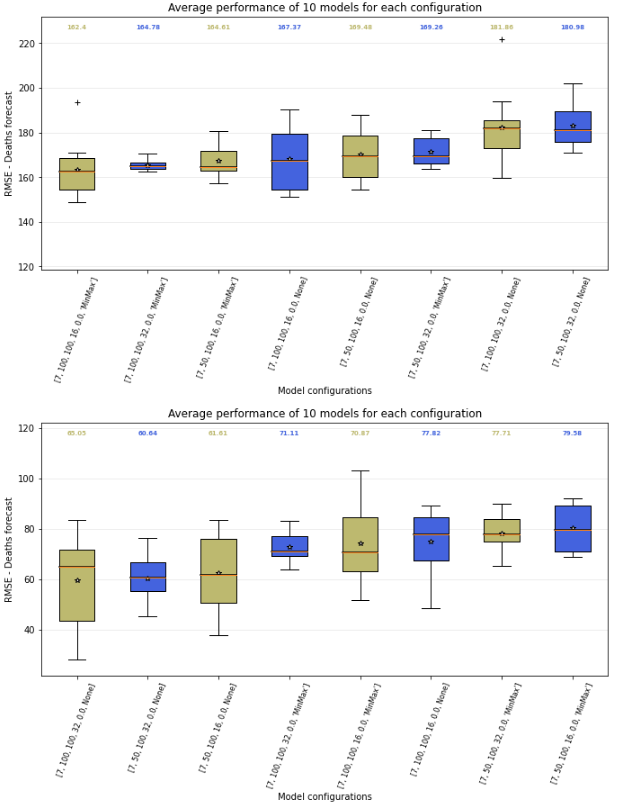 Average performance of 10 models for each configuration
162.4 164.78 164.61 167.37 169.48 169.26 181.86 180.98
220
200
180
160
140
120
RMSE - Deaths forecast
[7, 100, 100, 16, 0.0, 'MinMax']
[7, 100, 100, 32, 0.0, 'MinMax']
[7, 50, 100, 16, 0.0, 'MinMax']
[7, 100, 100, 16, 0.0, None]
[7, 50, 100, 16, 0.0, None]
[7, 50, 100, 32, 0.0, 'MinMax']
[7, 100, 100, 32, 0.0, None]
[7, 50, 100, 32, 0.0, None]
Model configurations
Average performance of 10 models for each configuration
120
65.05 60.64 61.61 71.11 70.87 77.82 77.71 79.58
100
80
60
40
RMSE - Deaths forecast
[7, 100, 100, 32, 0.0, None]
[7, 50, 100, 32, 0.0, None]
[7, 50, 100, 16, 0.0, None]
[7, 100, 100, 32, 0.0, 'MinMax']
[7, 100, 100, 16, 0.0, 'MinMax']
[7, 100, 100, 16, 0.0, None]
[7, 50, 100, 32, 0.0, 'MinMax']
[7, 50, 100, 16, 0.0, 'MinMax']
Model configurations